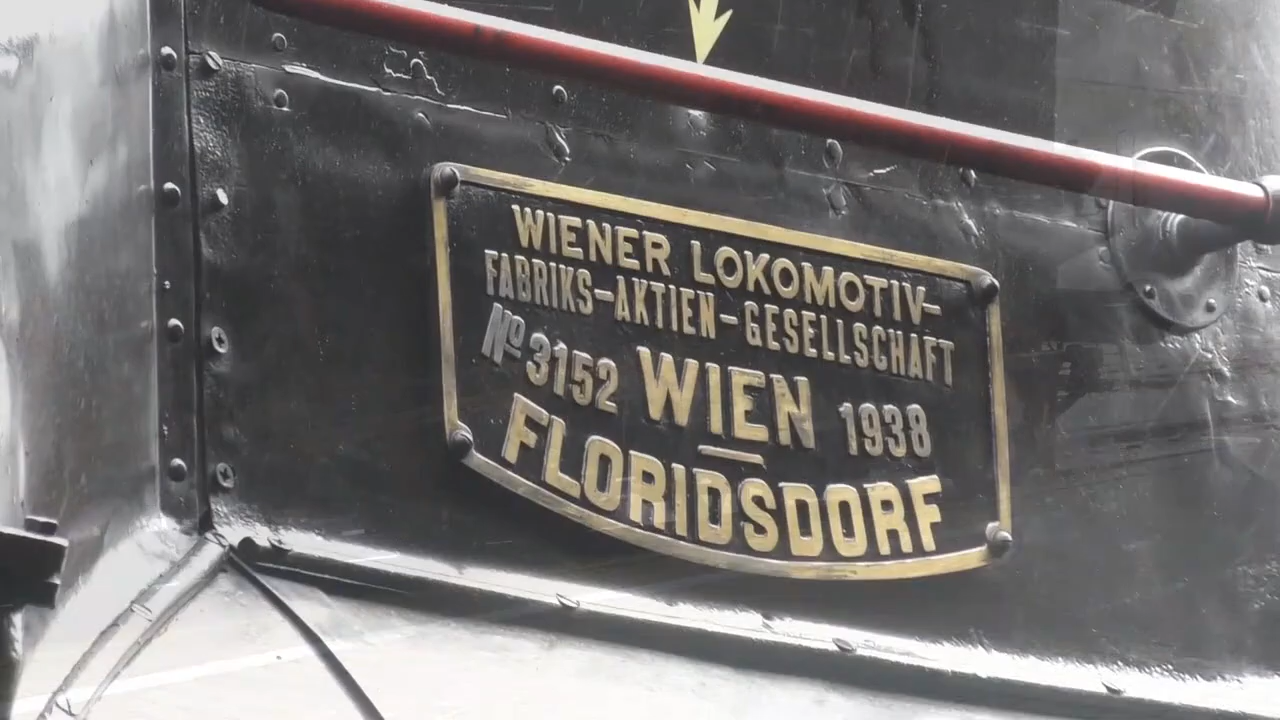 WIENER LOKOMOTIV-
FABRIKS-AKTIEN-GESELLSCHAFT
No 3152 WIEN 1938
FLORIDSDORF